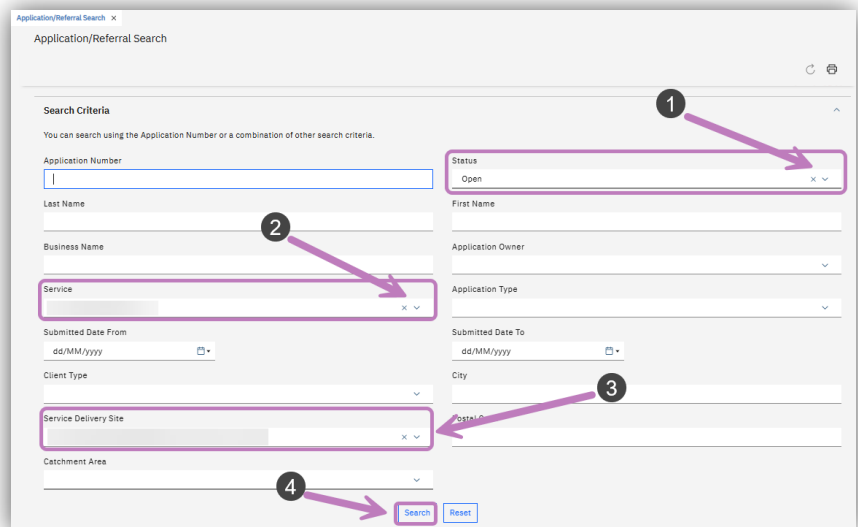 Application/Referral Search ×
Application/Referral Search
1
Search Criteria
You can search using the Application Number or a combination of other search criteria.
Application Number
Status
Open
Last Name
First Name
2
Business Name
Application Owner
Service
Application Type
Submitted Date From
Submitted Date To
dd/MM/yyyy
dd/MM/yyyy
Client Type
City
3
Service Delivery Site
Postal
Catchment Area
4
Search
Reset